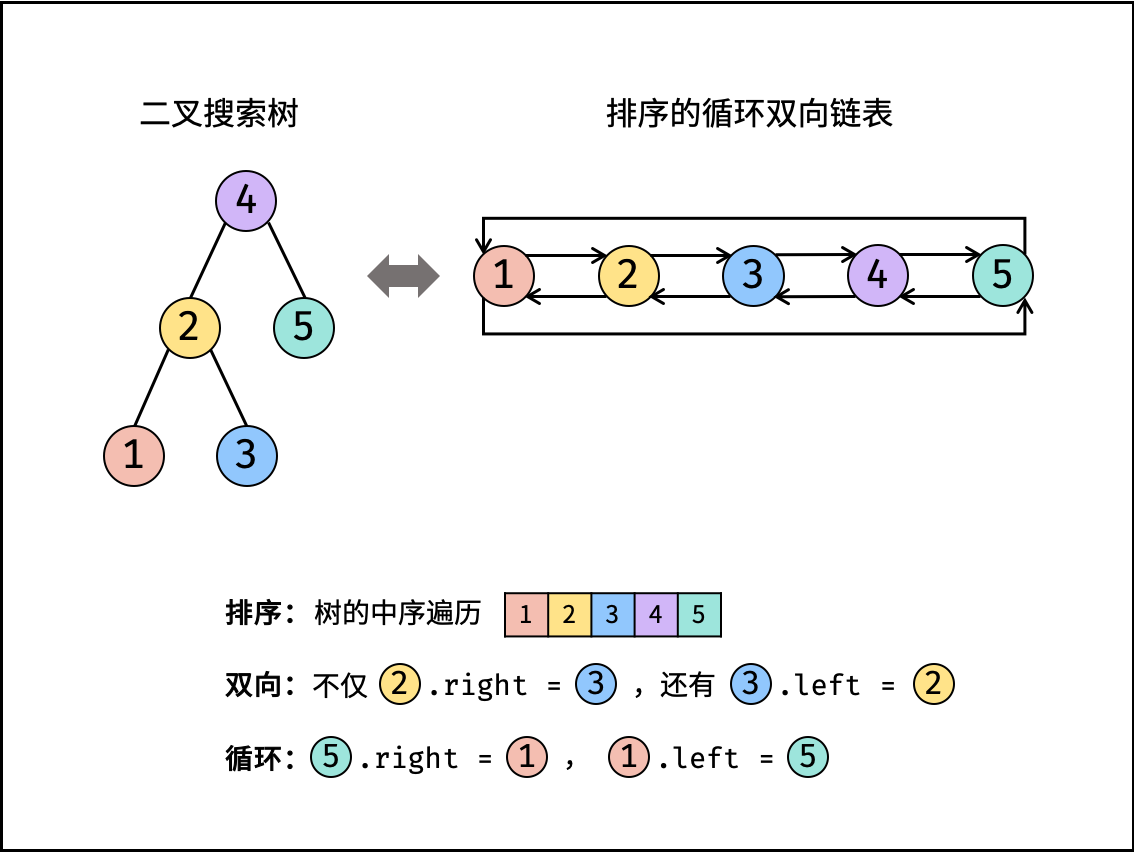 二叉搜索树
排序的循环双向链表
4
2 5
1 3
1 2 3 4 5
排序：树的中序遍历 1 2 3 4 5
双向：不仅 2 .right = 3 ，还有 3 .left = 2
循环：5 .right = 1 ， 1 .left = 5